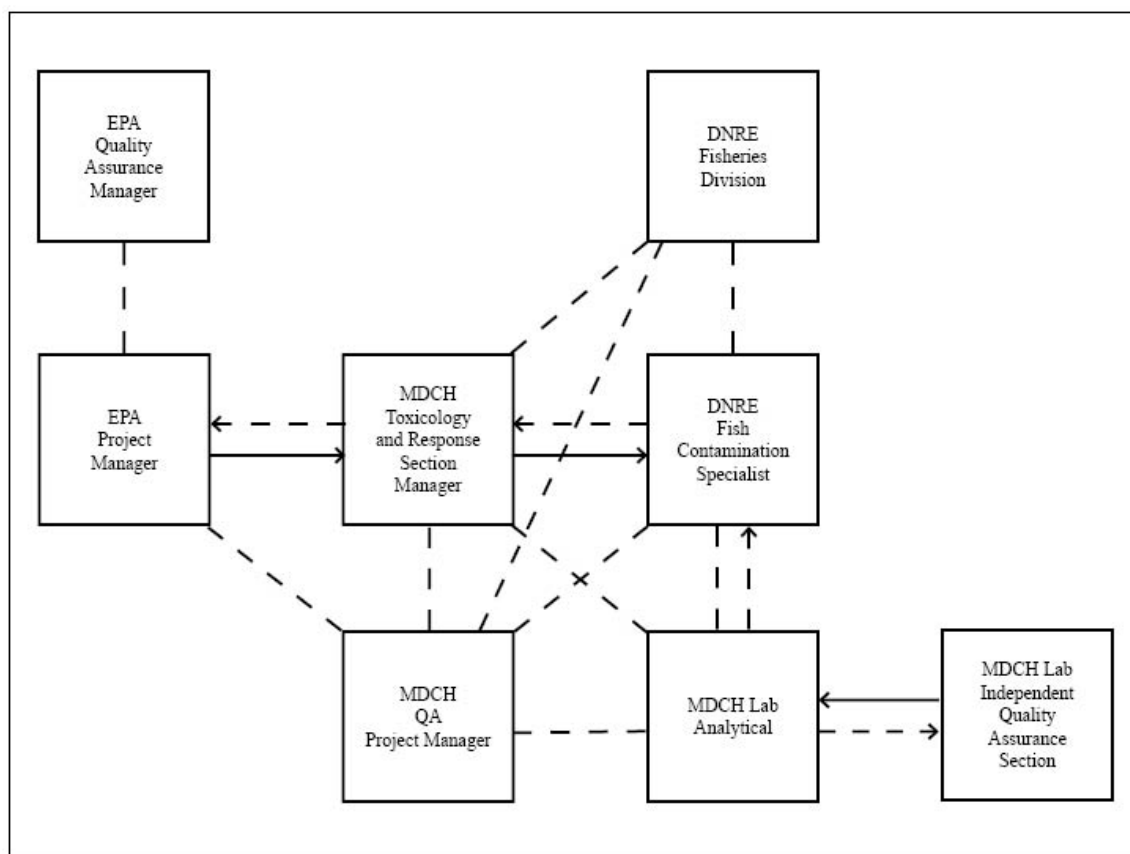 EPA
Quality
Assurance
Manager
DNRE
Fisheries
Division
EPA
Project
Manager
MDCH
Toxicology
and Response
Section
Manager
DNRE
Fish
Contamination
Specialist
MDCH
QA
Project Manager
MDCH Lab
Analytical
MDCH Lab
Independent
Quality
Assurance
Section